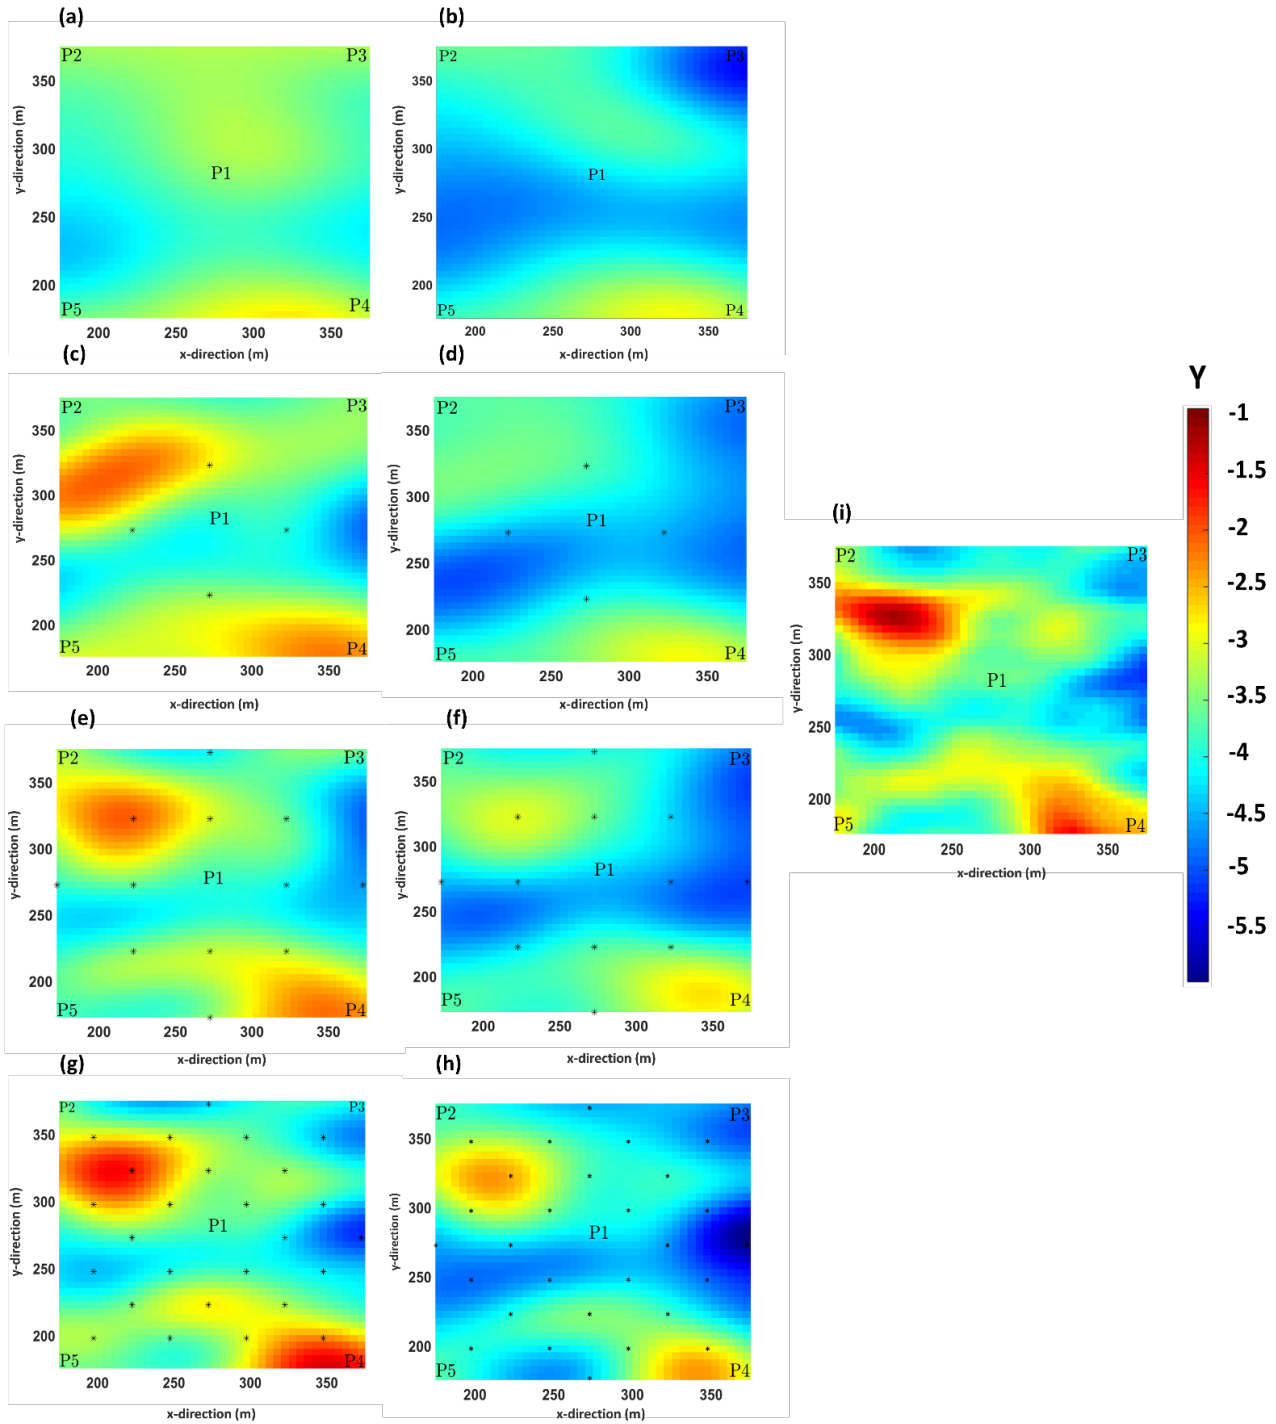 (a)
P2
P3
P1
P5
P4
350
300
250
200
y-direction (m)
200
250
300
350
x-direction (m)
(b)
P2
P3
P1
P5
P4
350
300
250
200
y-direction (m)
200
250
300
350
x-direction (m)
(c)
P2
P3
P1
P5
P4
350
300
250
200
y-direction (m)
200
250
300
350
x-direction (m)
(d)
P2
P3
P1
P5
P4
350
300
250
200
y-direction (m)
200
250
300
350
x-direction (m)
(e)
P2
P3
P1
P5
P4
350
300
250
200
y-direction (m)
200
250
300
350
x-direction (m)
(f)
P2
P3
P1
P5
P4
350
300
250
200
y-direction (m)
200
250
300
350
x-direction (m)
(g)
P2
P3
P1
P5
P4
350
300
250
200
y-direction (m)
200
250
300
350
x-direction (m)
(h)
P2
P3
P1
P5
P4
350
300
250
200
y-direction (m)
200
250
300
350
x-direction (m)
(i)
P2
P3
P1
P5
P4
350
300
250
200
y-direction (m)
200
250
300
350
x-direction (m)
Y
-1
-1.5
-2
-2.5
-3
-3.5
-4
-4.5
-5
-5.5